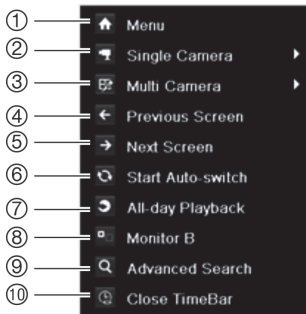 ① Menu
② Single Camera
③ Multi Camera
④ Previous Screen
⑤ Next Screen
⑥ Start Auto-switch
⑦ All-day Playback
⑧ Monitor B
⑨ Advanced Search
⑩ Close TimeBar